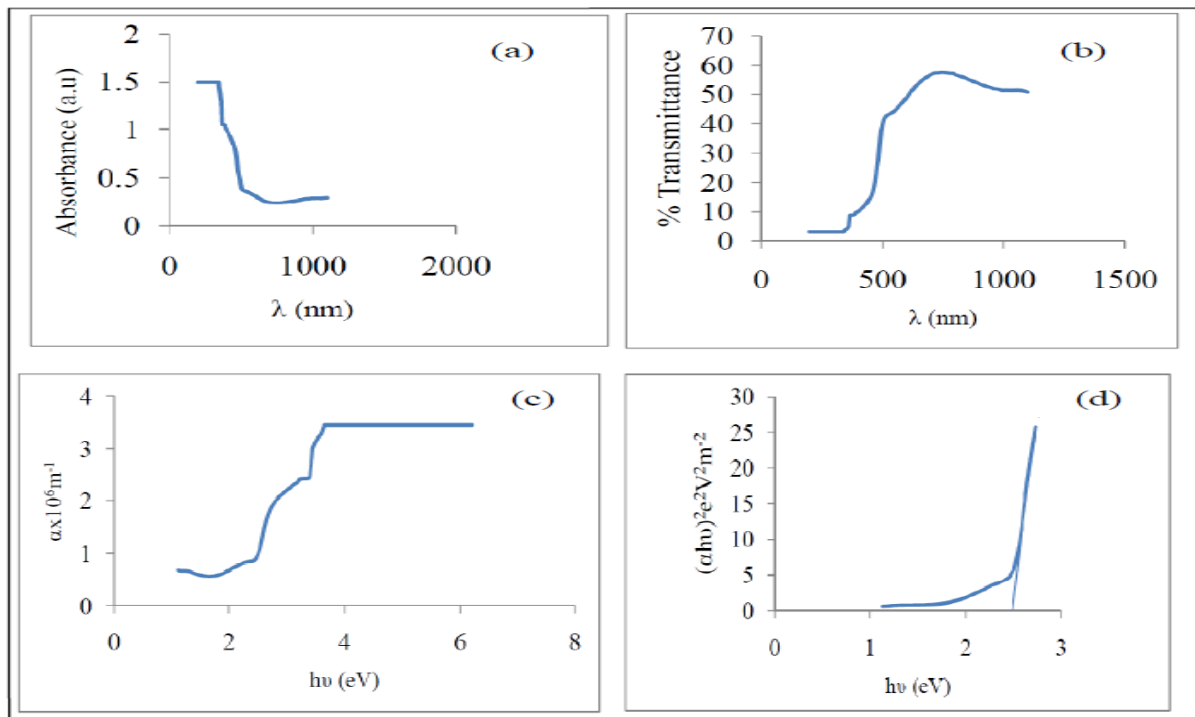 (a)
Absorbance (a.u)
2
1.5
1
0.5
0
0 1000 2000
λ (nm)
(b)
% Transmittance
70
60
50
40
30
20
10
0
0 500 1000 1500
λ (nm)
(c)
αx10⁶m⁻¹
4
3
2
1
0
0 2 4 6 8
hυ (eV)
(d)
(αhυ)²e²V²m⁻²
30
25
20
15
10
5
0
0 1 2 3
hυ (eV)